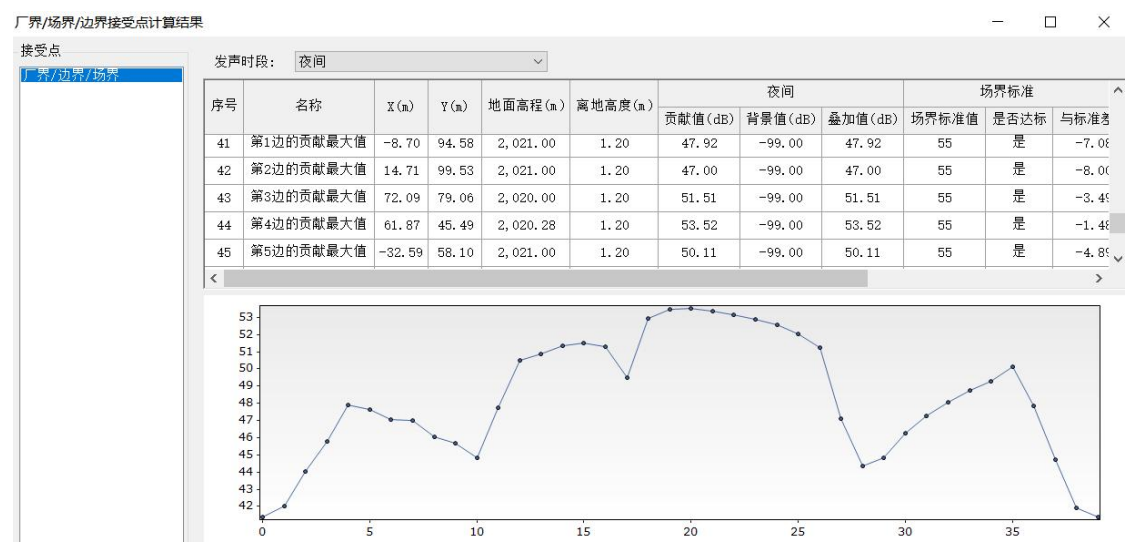 厂界/场界/边界接受点计算结果
接受点
厂界/边界/场界
发声时段： 夜间
序号 名称 X(m) Y(m) 地面高程(m) 离地高度(m) 夜间 场界标准
贡献值(dB) 背景值(dB) 叠加值(dB) 场界标准值 是否达标 与标准差
41 第1边的贡献最大值 -8.70 94.58 2,021.00 1.20 47.92 -99.00 47.92 55 是 -7.08
42 第2边的贡献最大值 14.71 99.53 2,021.00 1.20 47.00 -99.00 47.00 55 是 -8.00
43 第3边的贡献最大值 72.09 79.06 2,020.00 1.20 51.51 -99.00 51.51 55 是 -3.49
44 第4边的贡献最大值 61.87 45.49 2,020.28 1.20 53.52 -99.00 53.52 55 是 -1.48
45 第5边的贡献最大值 -32.59 58.10 2,021.00 1.20 50.11 -99.00 50.11 55 是 -4.89
53
52
51
50
49
48
47
46
45
44
43
42
0 5 10 15 20 25 30 35